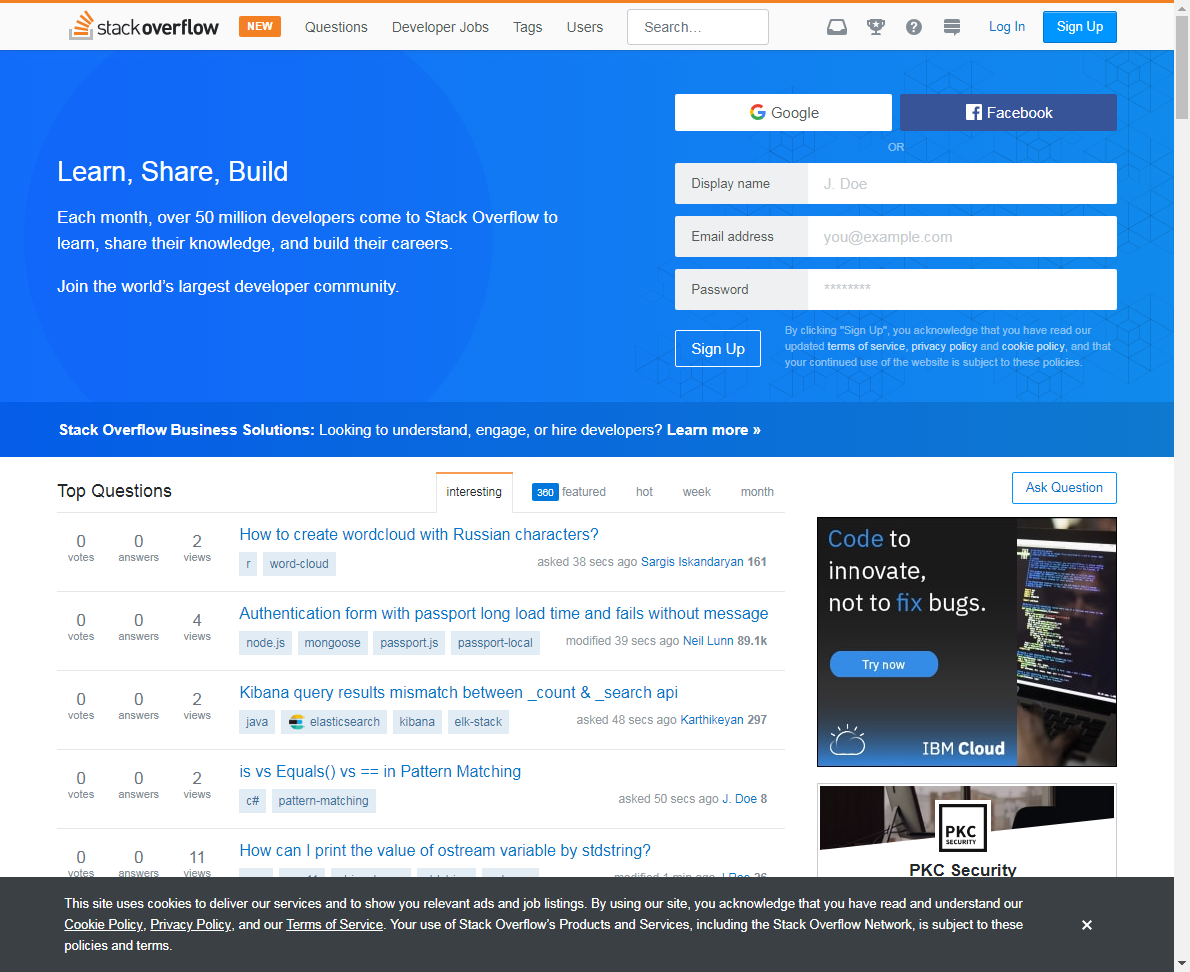 stackoverflow NEW Questions Developer Jobs Tags Users Search... Log In Sign Up
Google Facebook
OR
Learn, Share, Build
Each month, over 50 million developers come to Stack Overflow to
learn, share their knowledge, and build their careers.
Join the world's largest developer community.
Display name J. Doe
Email address you@example.com
Password ********
Sign Up
By clicking "Sign Up", you acknowledge that you have read our
updated terms of service, privacy policy and cookie policy, and that
your continued use of the website is subject to these policies.
Stack Overflow Business Solutions: Looking to understand, engage, or hire developers? Learn more »
Top Questions interesting 360 featured hot week month
Ask Question
0 votes 0 answers 2 views
How to create wordcloud with Russian characters?
r word-cloud asked 38 secs ago Sargis Iskandaryan 161
0 votes 0 answers 4 views
Authentication form with passport long load time and fails without message
node.js mongoose passport.js passport-local modified 39 secs ago Neil Lunn 89.1k
0 votes 0 answers 2 views
Kibana query results mismatch between _count & _search api
java elasticsearch kibana elk-stack asked 48 secs ago Karthikeyan 297
0 votes 0 answers 2 views
is vs Equals() vs == in Pattern Matching
c# pattern-matching asked 50 secs ago J. Doe 8
0 votes 0 answers 11 views
How can I print the value of ostream variable by stdstring?
Code to
innovate,
not to fix bugs.
Try now
IBM Cloud
PKC
SECURITY
PKC Security
This site uses cookies to deliver our services and to show you relevant ads and job listings. By using our site, you acknowledge that you have read and understand our
Cookie Policy, Privacy Policy, and our Terms of Service. Your use of Stack Overflow's Products and Services, including the Stack Overflow Network, is subject to these
policies and terms.